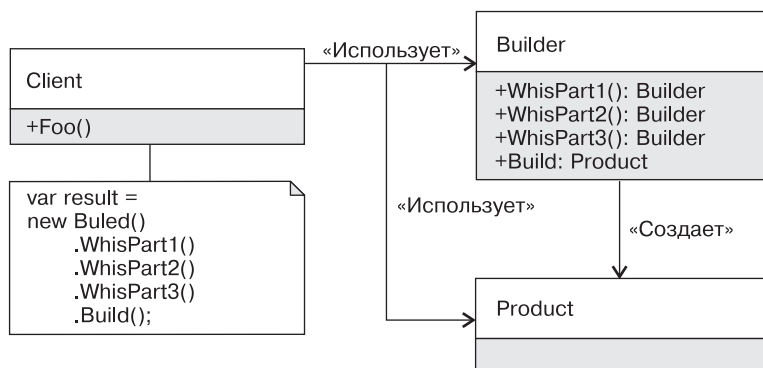 Client
+Foo()
var result =
new Buled()
.WhisPart1()
.WhisPart2()
.WhisPart3()
.Build();
«Использует»
«Использует»
Builder
+WhisPart1(): Builder
+WhisPart2(): Builder
+WhisPart3(): Builder
+Build: Product
«Создает»
Product